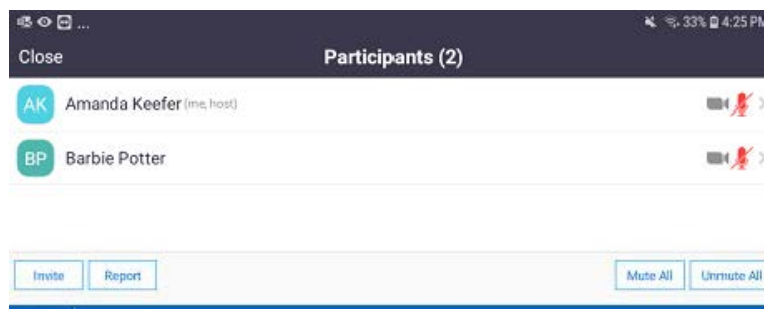 ... 33% 4:25 PM
Close Participants (2)
AK Amanda Keefer (me, host)
BP Barbie Potter
Invite Report Mute All Unmute All